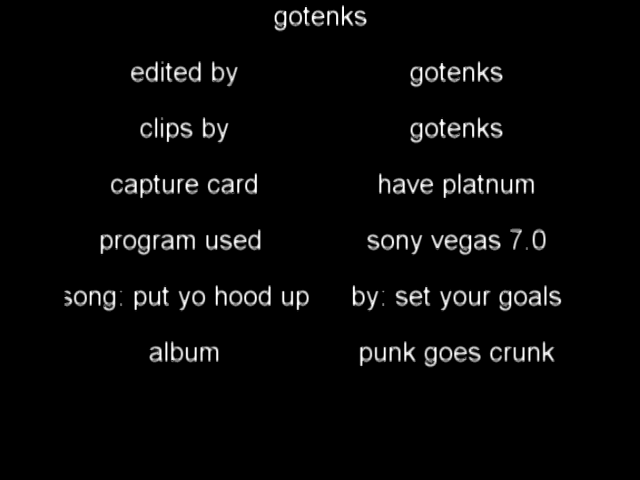 gotenks
edited by gotenks
clips by gotenks
capture card have platnum
program used sony vegas 7.0
song: put yo hood up by: set your goals
album punk goes crunk